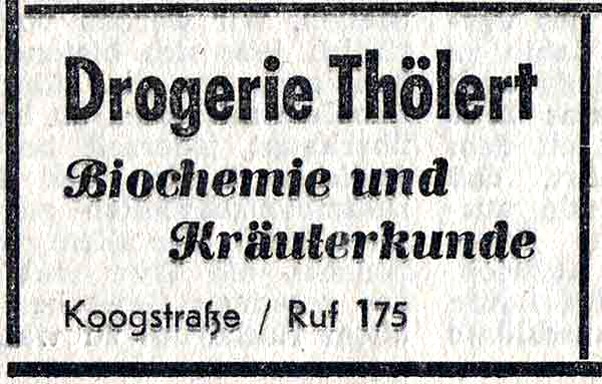 Drogerie Thölert
Biochemie und
Kräuterkunde
Koogstraße / Ruf 175